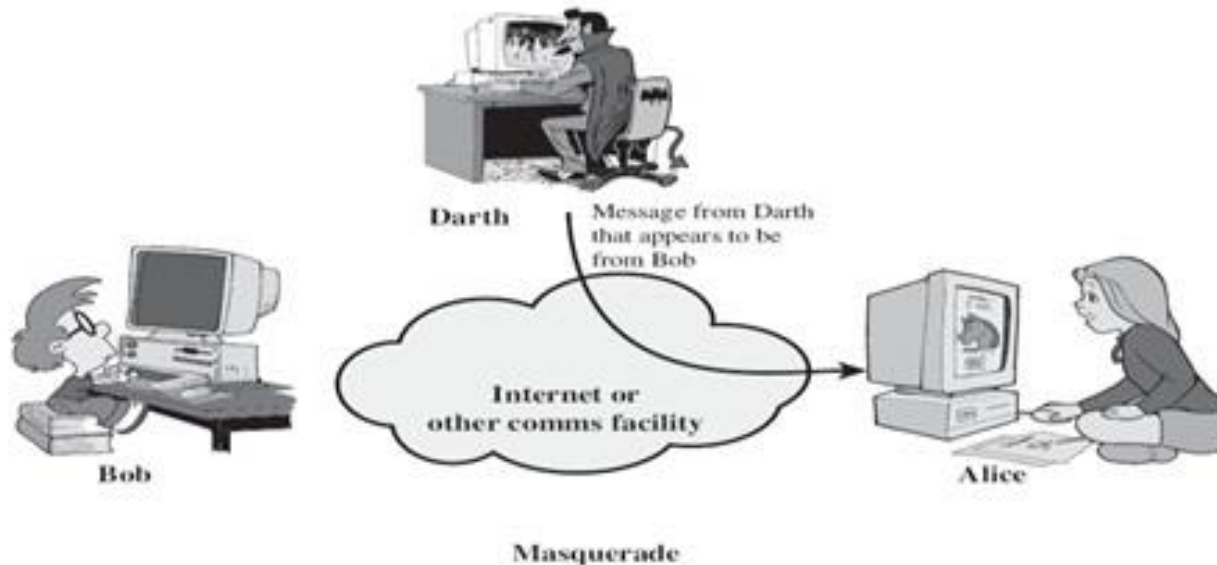 Darth
Message from Darth
that appears to be
from Bob
Internet or
other comms facility
Bob
Alice
Masquerade